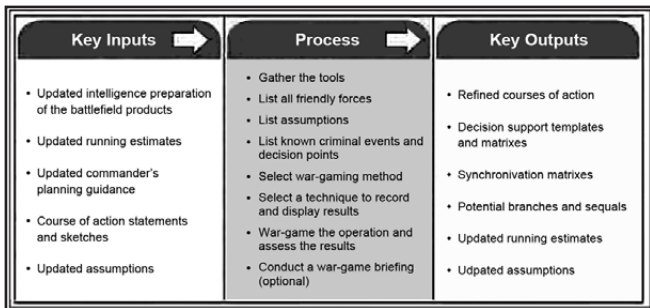 Key Inputs
Process
Key Outputs
• Updated intelligence preparation
of the battlefield products
• Updated running estimates
• Updated commander's
planning guidance
• Course of action statements
and sketches
• Updated assumptions
• Gather the tools
• List all friendly forces
• List assumptions
• List known criminal events and
decision points
• Select war-gaming method
• Select a technique to record
and display results
• War-game the operation and
assess the results
• Conduct a war-game briefing
(optional)
• Refined courses of action
• Decision support templates
and matrixes
• Synchronivation matrixes
• Potential branches and sequals
• Updated running estimates
• Udpated assumptions